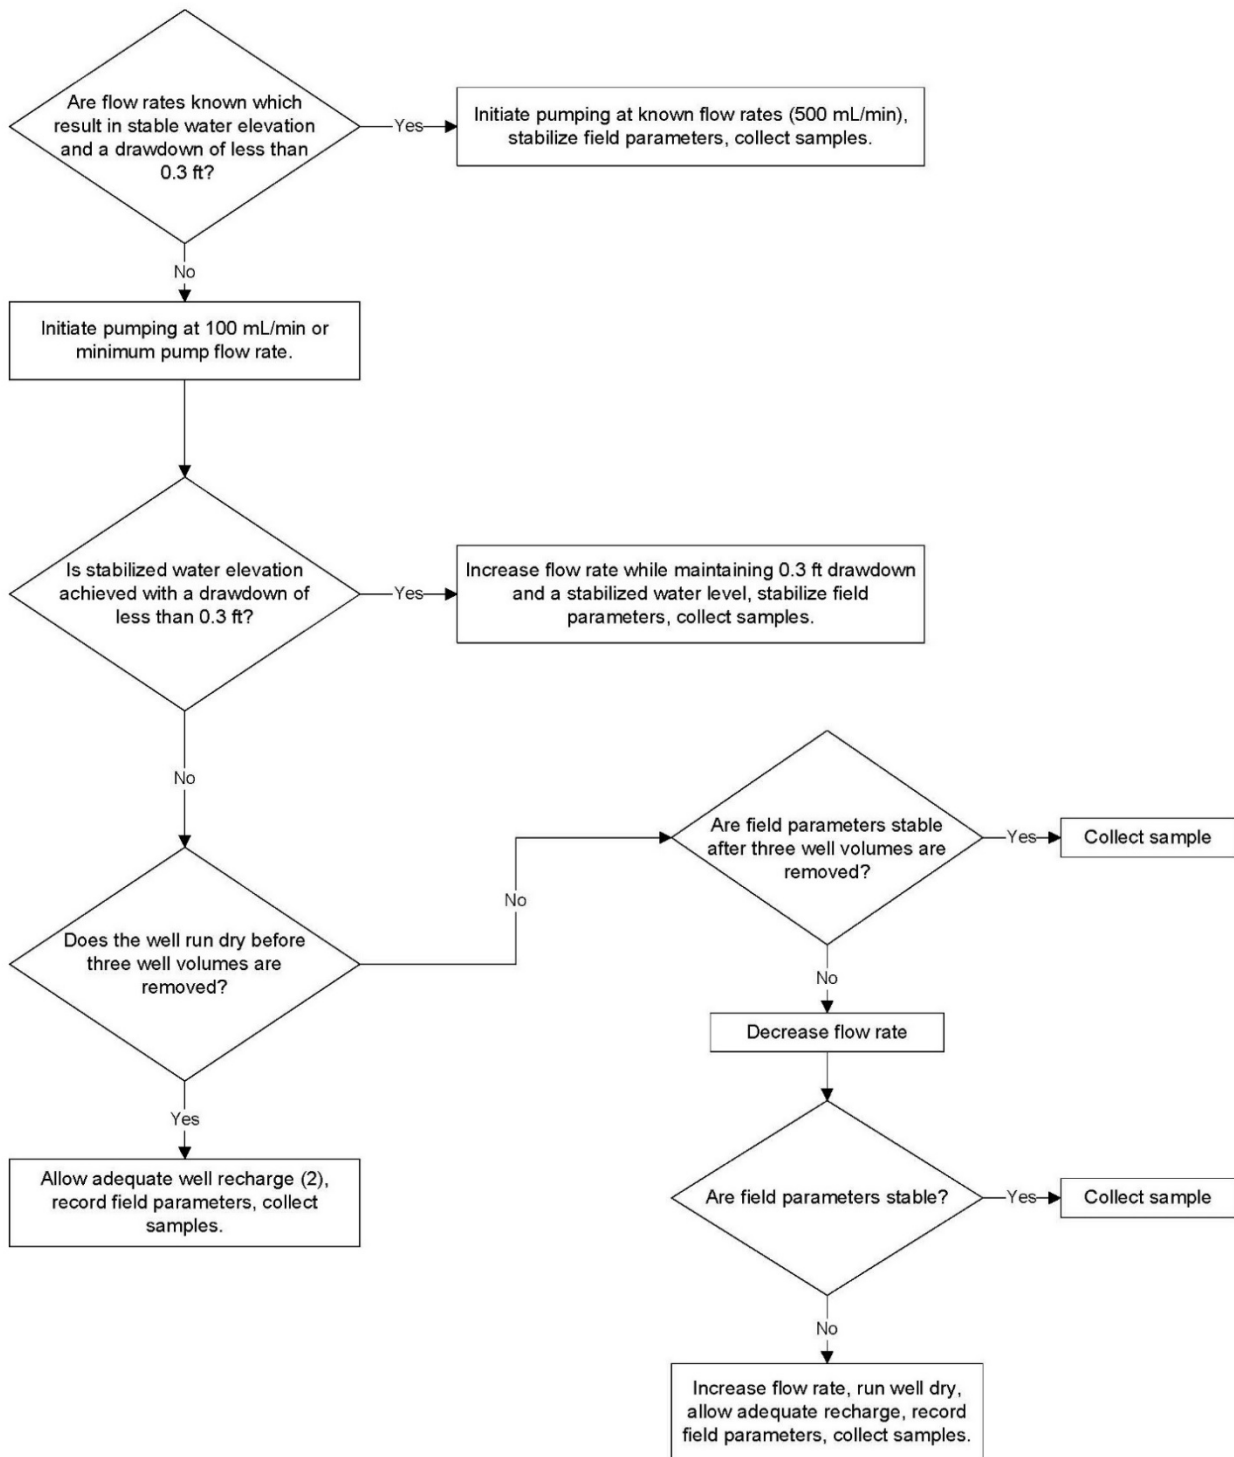 Are flow rates known which
result in stable water elevation
and a drawdown of less than
0.3 ft?
Yes
Initiate pumping at known flow rates (500 mL/min),
stabilize field parameters, collect samples.
No
Initiate pumping at 100 mL/min or
minimum pump flow rate.
Is stabilized water elevation
achieved with a drawdown of
less than 0.3 ft?
Yes
Increase flow rate while maintaining 0.3 ft drawdown
and a stabilized water level, stabilize field
parameters, collect samples.
No
Does the well run dry before
three well volumes are
removed?
No
Are field parameters stable
after three well volumes are
removed?
Yes
Collect sample
No
Decrease flow rate
Yes
Allow adequate well recharge (2),
record field parameters, collect
samples.
Are field parameters stable?
Yes
Collect sample
No
Increase flow rate, run well dry,
allow adequate recharge, record
field parameters, collect samples.